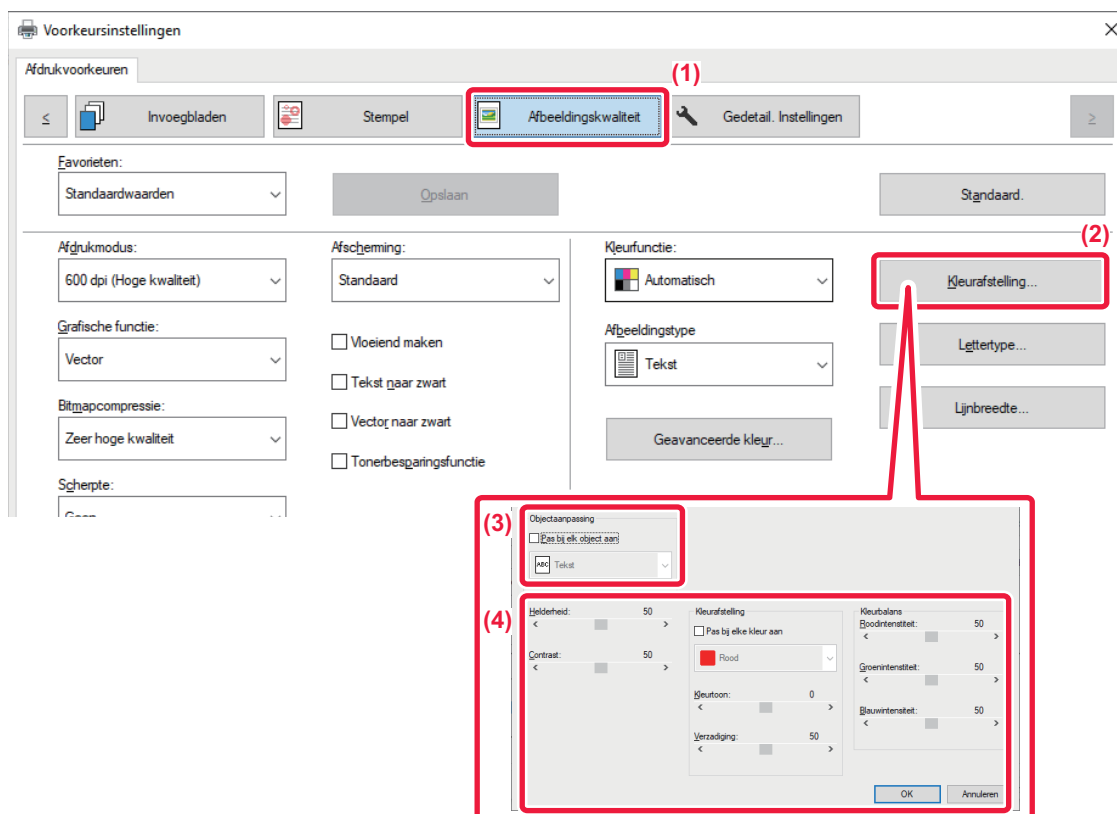 Voorkeursinstellingen
Afdrukvoorkeuren
(1)
<
Invoegbladen
Stempel
Afbeeldingskwaliteit
Gedetail. Instellingen
>
Favorieten:
Standaardwaarden
Opslaan
Standaard.
(2)
Afdrukmodus:
600 dpi (Hoge kwaliteit)
Grafische functie:
Vector
Bitmapcompressie:
Zeer hoge kwaliteit
Scherpte:
Geen
Afscherming:
Standaard
Vloeiend maken
Tekst naar zwart
Vector naar zwart
Tonerbesparingsfunctie
Kleurfunctie:
Automatisch
Afbeeldingstype
Tekst
Geavanceerde kleur...
Kleurafstelling...
Lettertype...
Lijnbreedte...
(3)
Objectaanpassing
Pas bij elk object aan
ABC Tekst
(4)
Helderheid: 50
Contrast: 50
Kleurafstelling
Pas bij elke kleur aan
Rood
Kleurtoon: 0
Verzadiging: 50
Kleurbalans
Roodintenstiteit: 50
Groenintenstiteit: 50
Blauwintensiteit: 50
OK
Annuleren